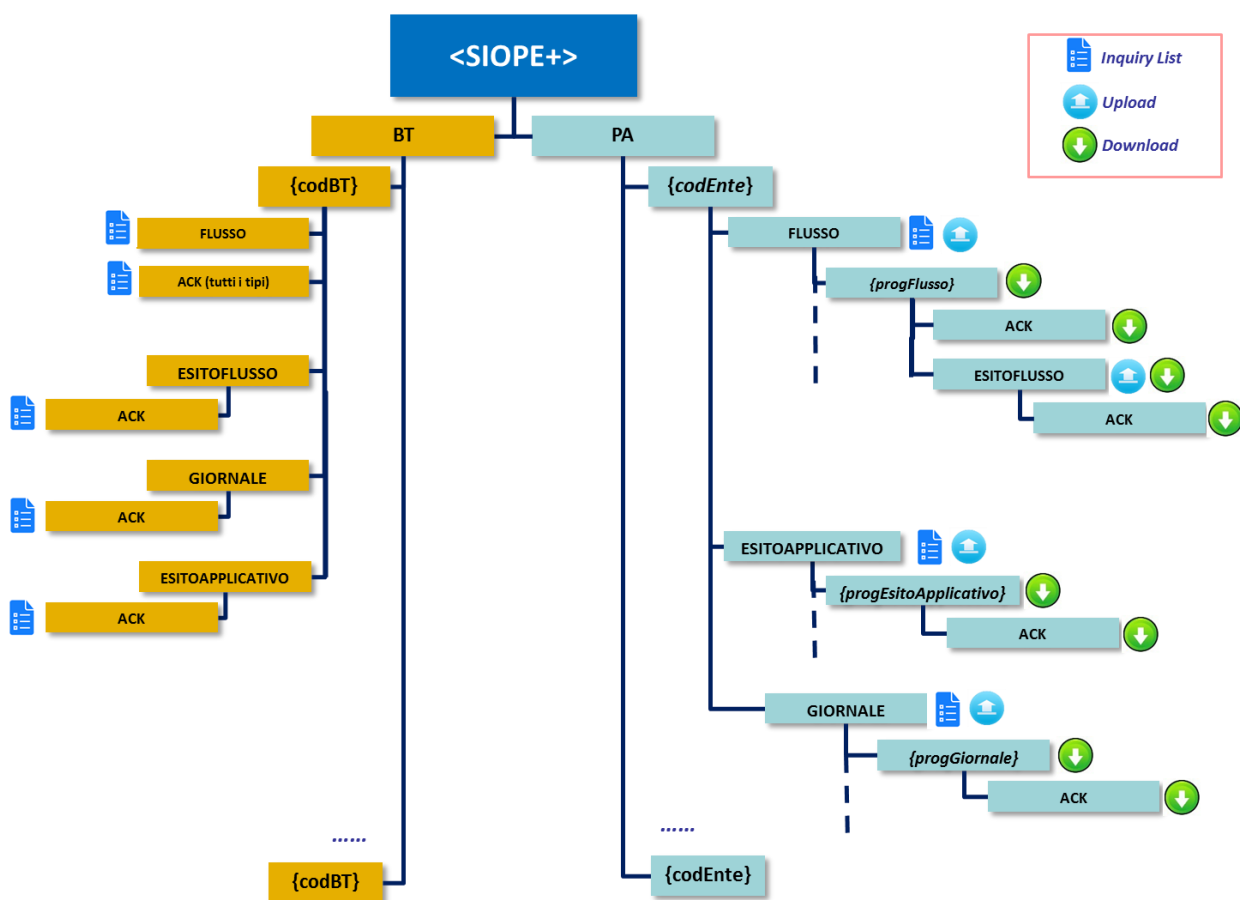 <SIOPE+>
Inquiry List
Upload
Download
BT
PA
{codBT}
{codEnte}
FLUSSO
FLUSSO
ACK (tutti i tipi)
{progFlusso}
ACK
ESITOFLUSSO
ESITOFLUSSO
ACK
ACK
GIORNALE
ACK
ESITOAPPLICATIVO
ESITOAPPLICATIVO
{progEsitoApplicativo}
ACK
ACK
GIORNALE
{progGiornale}
ACK
......
......
{codBT}
{codEnte}